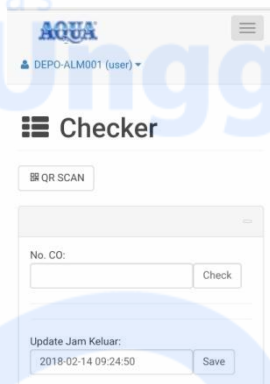 AQUA
DEPO-ALM001 (user)
Checker
QR SCAN
No. CO:
Check
Update Jam Keluar:
2018-02-14 09:24:50
Save